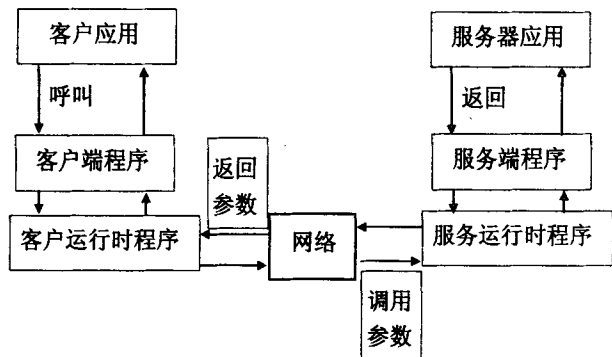 客户应用
服务器应用
呼叫
返回
客户端程序
服务端程序
返回
参数
客户运行时程序
网络
服务运行时程序
调用
参数